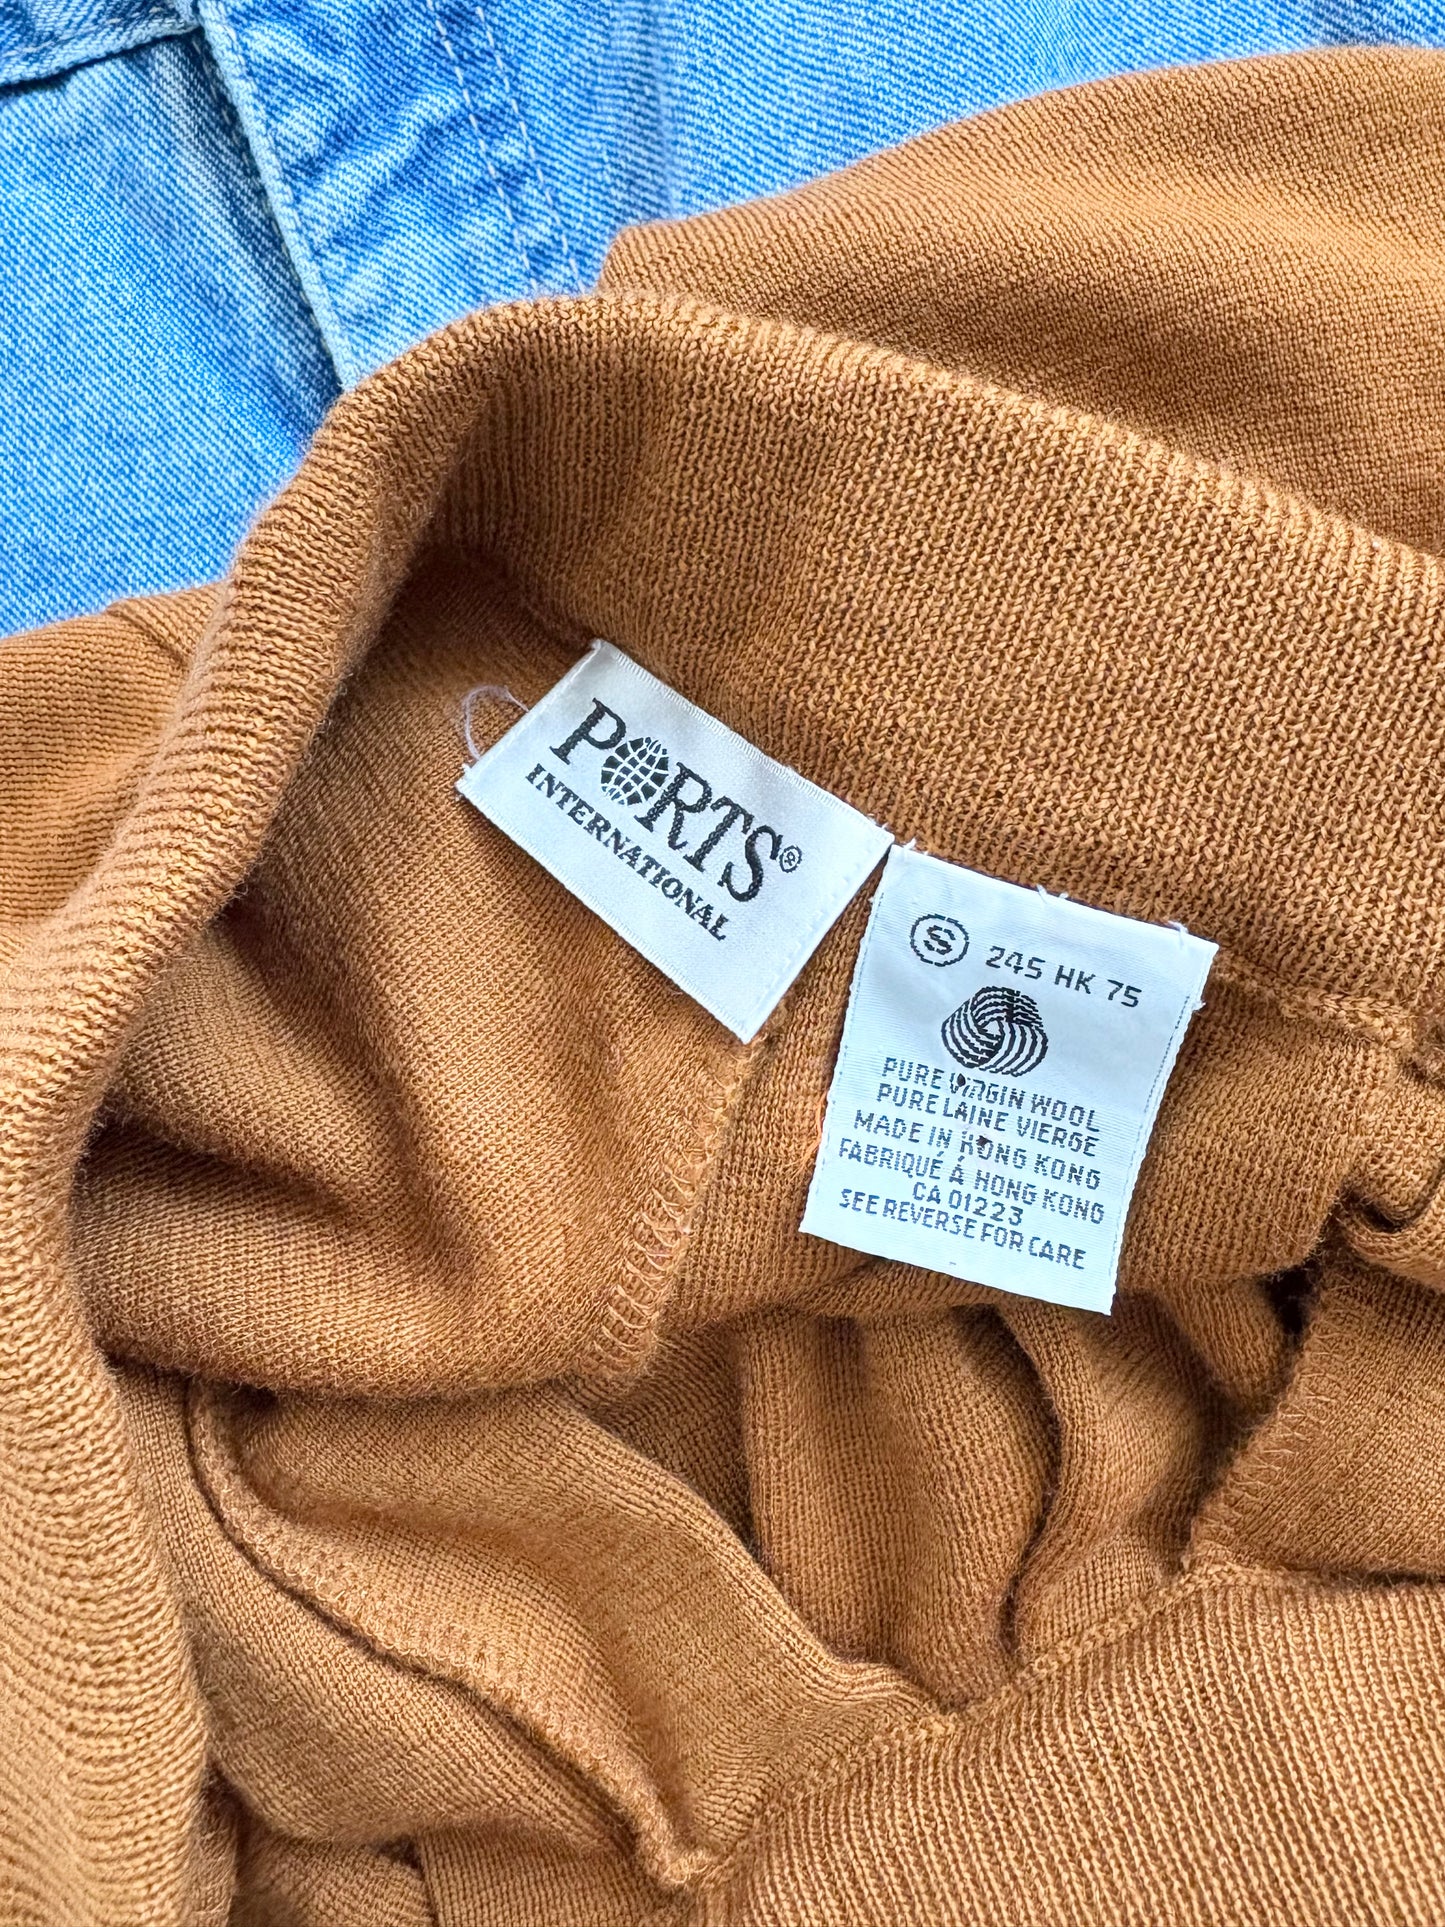 PORTS®
INTERNATIONAL
S 245 HK 75
PURE VIRGIN WOOL
PURE LAINE VIERGE
MADE IN HONG KONG
FABRIQUÉ Á HONG KONG
CA 01223
SEE REVERSE FOR CARE